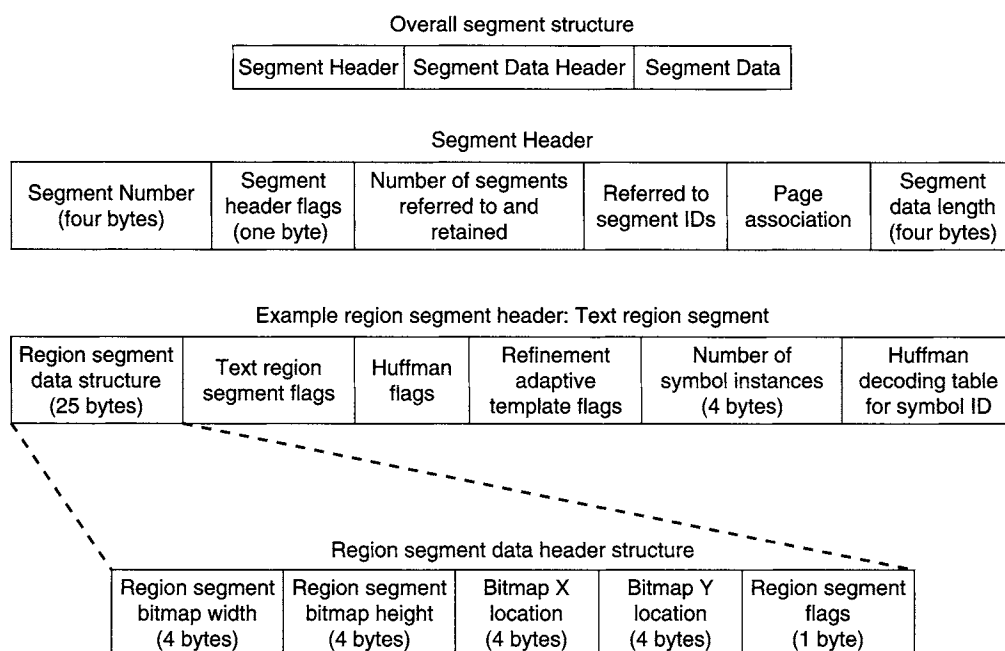 Overall segment structure
Segment Header Segment Data Header Segment Data
Segment Header
Segment Number
(four bytes)
Segment
header flags
(one byte)
Number of segments
referred to and
retained
Referred to
segment IDs
Page
association
Segment
data length
(four bytes)
Example region segment header: Text region segment
Region segment
data structure
(25 bytes)
Text region
segment flags
Huffman
flags
Refinement
adaptive
template flags
Number of
symbol instances
(4 bytes)
Huffman
decoding table
for symbol ID
Region segment data header structure
Region segment
bitmap width
(4 bytes)
Region segment
bitmap height
(4 bytes)
Bitmap X
location
(4 bytes)
Bitmap Y
location
(4 bytes)
Region segment
flags
(1 byte)